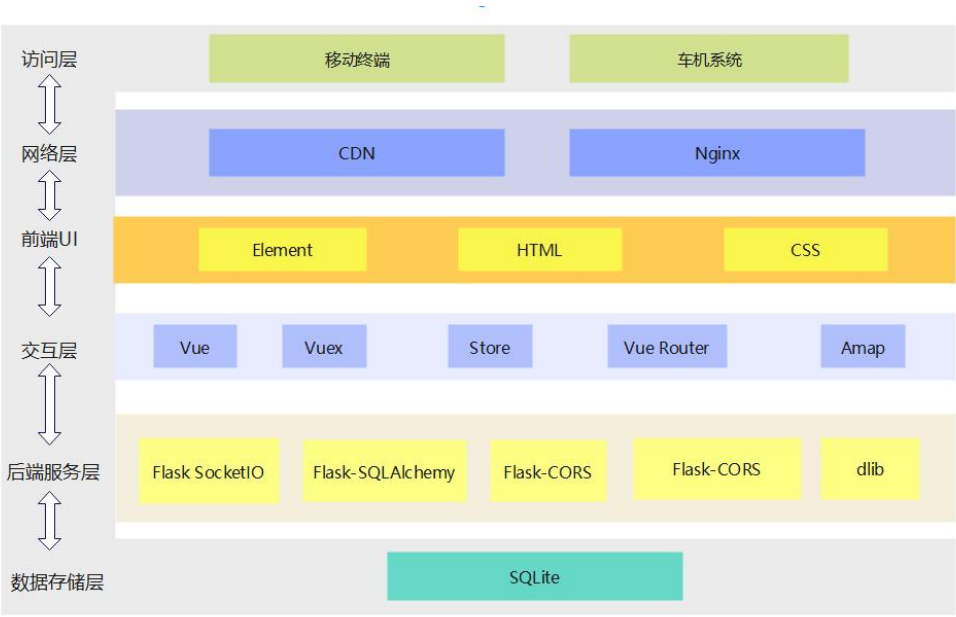 访问层
移动终端
车机系统
网络层
CDN
Nginx
前端UI
Element
HTML
CSS
交互层
Vue
Vuex
Store
Vue Router
Amap
后端服务层
Flask SocketIO
Flask-SQLAlchemy
Flask-CORS
Flask-CORS
dlib
数据存储层
SQLite